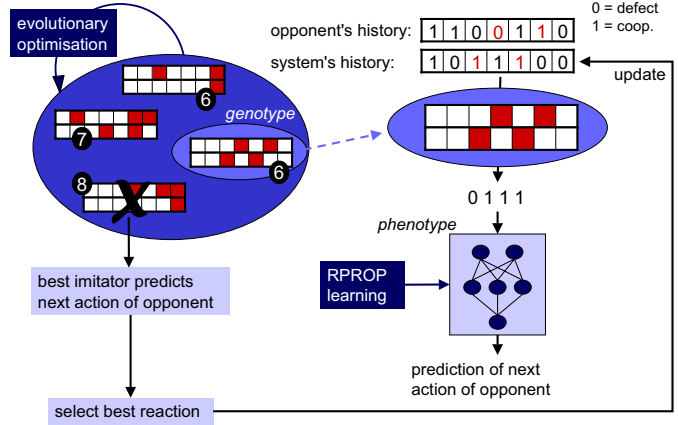 evolutionary
optimisation
0 = defect
1 = coop.
opponent's history: 1 1 0 0 1 1 0
system's history: 1 0 1 1 1 0 0
update
6
genotype
7
6
8
X
0 1 1 1
phenotype
best imitator predicts
next action of opponent
RPROP
learning
prediction of next
action of opponent
select best reaction